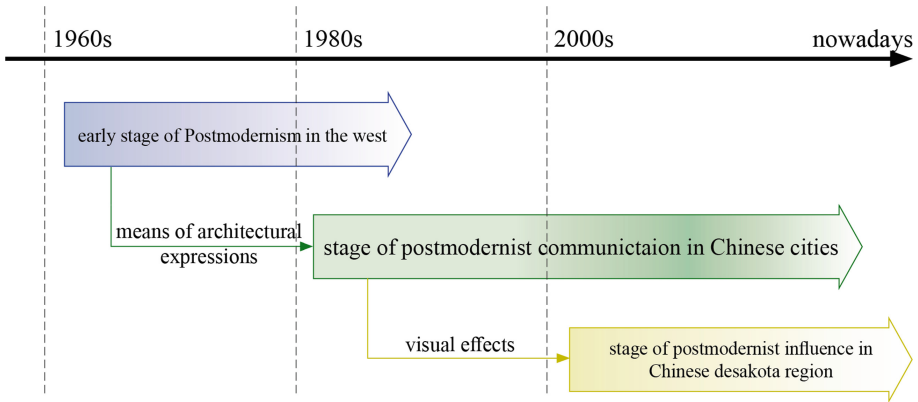 1960s
1980s
2000s
nowadays
early stage of Postmodernism in the west
means of architectural
expressions
stage of postmodernist communictaion in Chinese cities
visual effects
stage of postmodernist influence in
Chinese desakota region